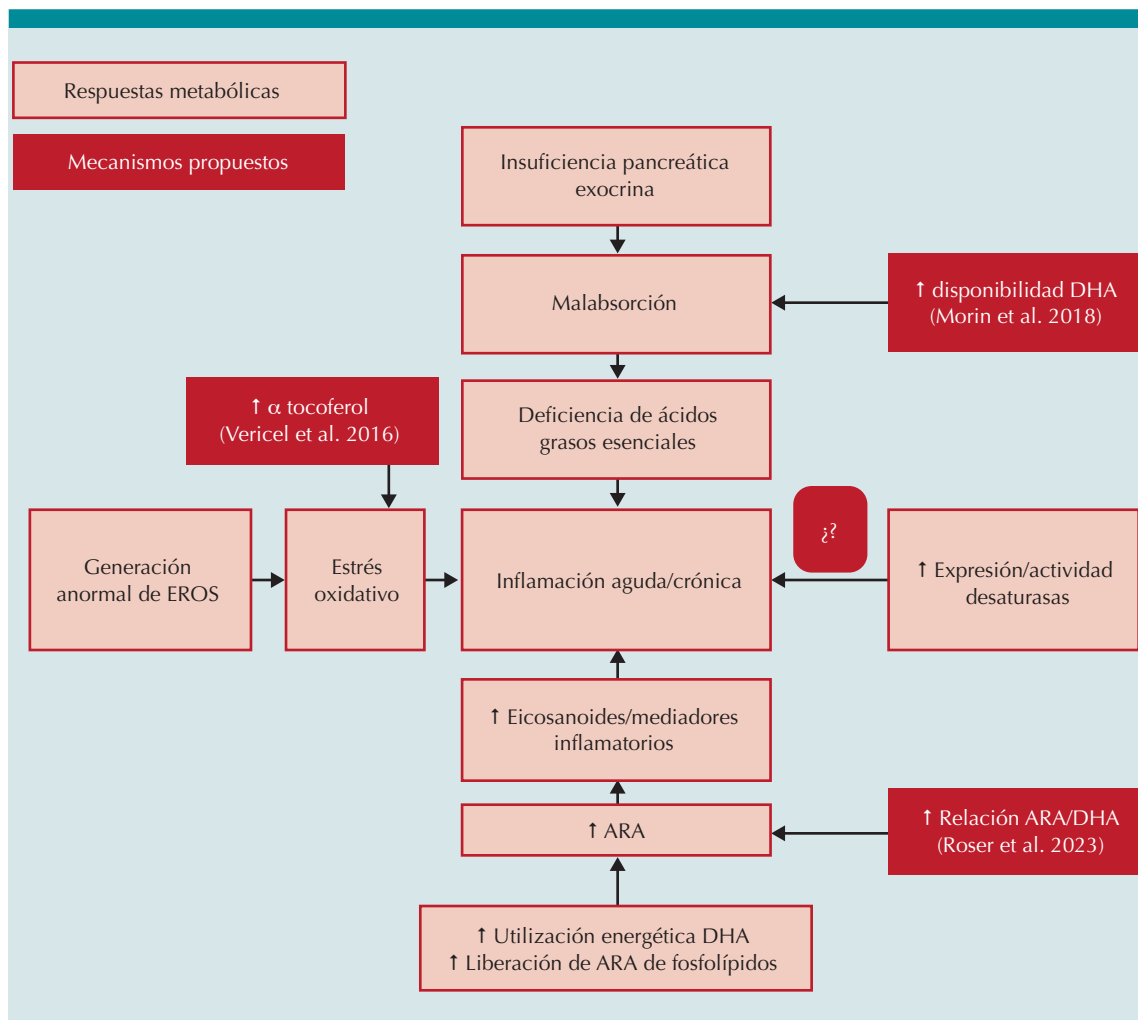 Respuestas metabólicas
Mecanismos propuestos
Insuficiencia pancreática
exocrina
Malabsorción
↑ disponibilidad DHA
(Morin et al. 2018)
↑ α tocoferol
(Vericel et al. 2016)
Deficiencia de ácidos
grasos esenciales
Generación
anormal de EROS
Estrés
oxidativo
Inflamación aguda/crónica
¿?
↑ Expresión/actividad
desaturasas
↑ Eicosanoides/mediadores
inflamatorios
↑ ARA
↑ Relación ARA/DHA
(Roser et al. 2023)
↑ Utilización energética DHA
↑ Liberación de ARA de fosfolípidos